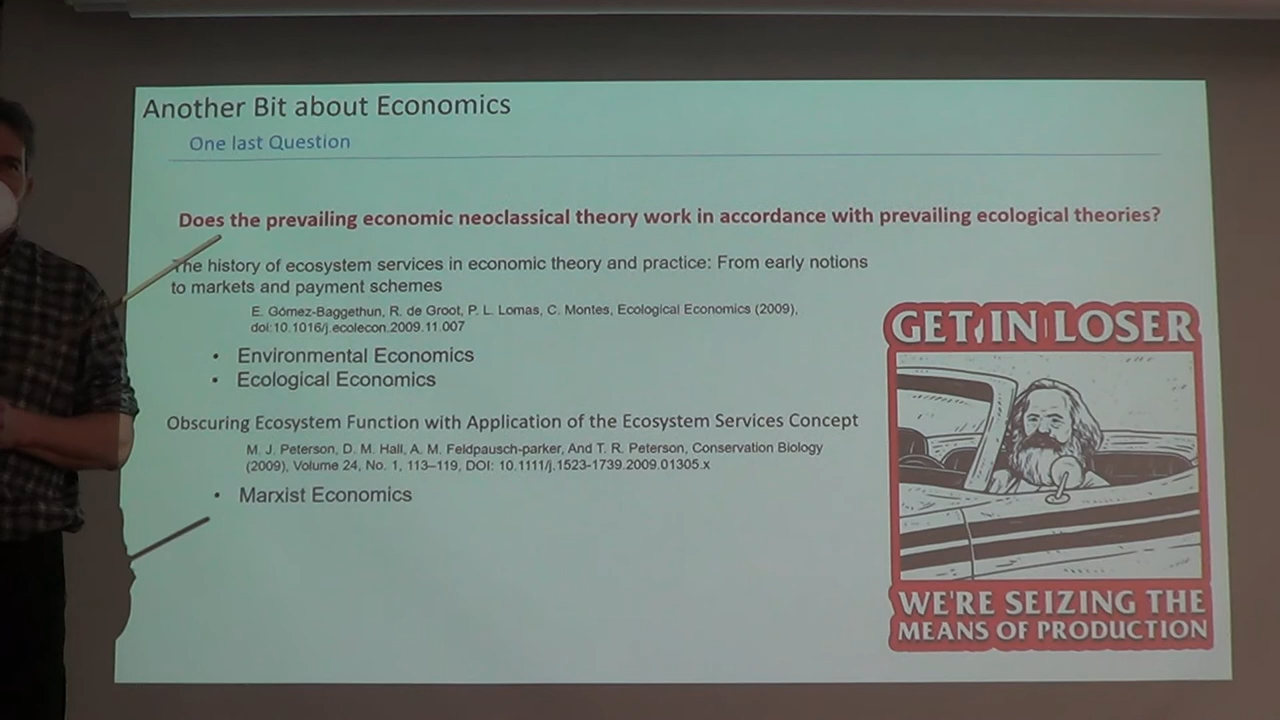 Another Bit about Economics
One last Question
Does the prevailing economic neoclassical theory work in accordance with prevailing ecological theories?
The history of ecosystem services in economic theory and practice: From early notions
to markets and payment schemes
E. Gómez-Baggethun, R. de Groot, P. L. Lomas, C. Montes, Ecological Economics (2009),
doi:10.1016/j.ecolecon.2009.11.007
• Environmental Economics
• Ecological Economics
Obscuring Ecosystem Function with Application of the Ecosystem Services Concept
M. J. Peterson, D. M. Hall, A. M. Feldpausch-parker, And T. R. Peterson, Conservation Biology
(2009), Volume 24, No. 1, 113–119, DOI: 10.1111/j.1523-1739.2009.01305.x
• Marxist Economics
GET IN LOSER
WE'RE SEIZING THE
MEANS OF PRODUCTION